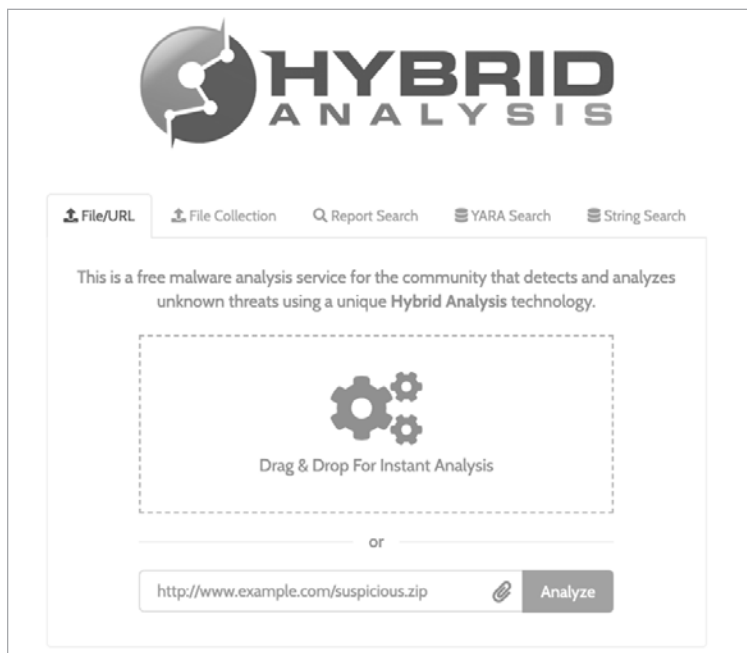 HYBRID
ANALYSIS
File/URL File Collection Report Search YARA Search String Search
This is a free malware analysis service for the community that detects and analyzes
unknown threats using a unique Hybrid Analysis technology.
Drag & Drop For Instant Analysis
or
http://www.example.com/suspicious.zip Analyze